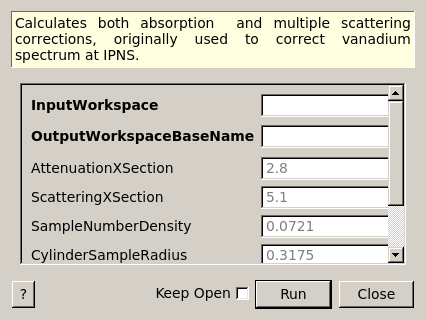 Calculates both absorption and multiple scattering
corrections, originally used to correct vanadium
spectrum at IPNS.
InputWorkspace
OutputWorkspaceBaseName
AttenuationXSection 2.8
ScatteringXSection 5.1
SampleNumberDensity 0.0721
CylinderSampleRadius 0.3175
? Keep Open Run Close